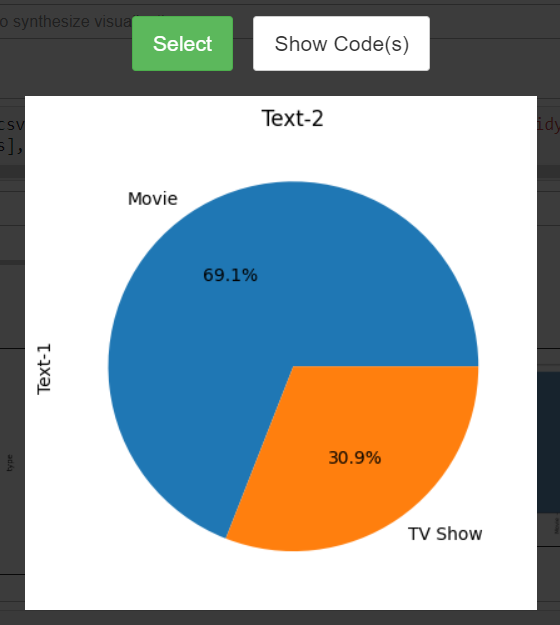 o synthesize visua
Select
Show Code(s)
csv
idy
s],
Text-2
Movie
69.1%
Text-1
30.9%
TV Show
type